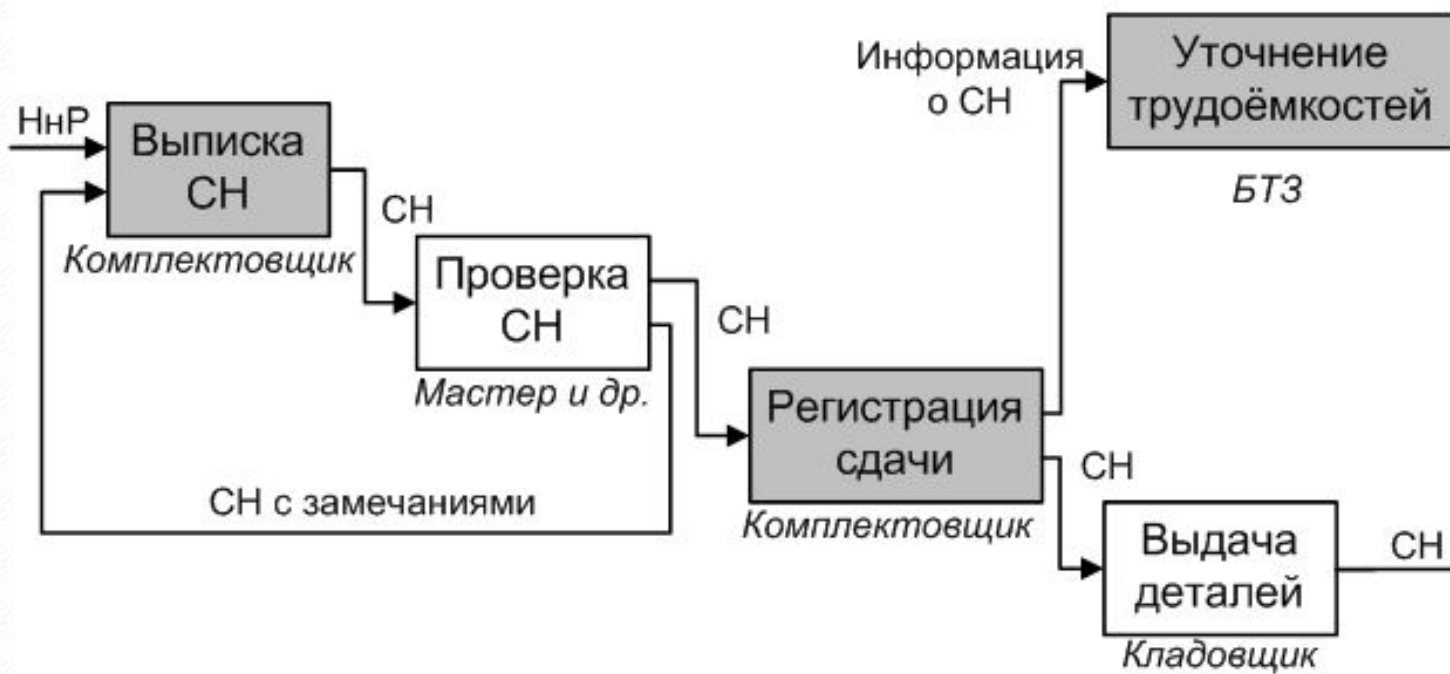 НнР
Выписка
СН
Комплектовщик
СН
Проверка
СН
Мастер и др.
СН с замечаниями
СН
Регистрация
сдачи
Комплектовщик
Информация
о СН
Уточнение
трудоёмкостей
БТЗ
СН
Выдача
деталей
Кладовщик
СН